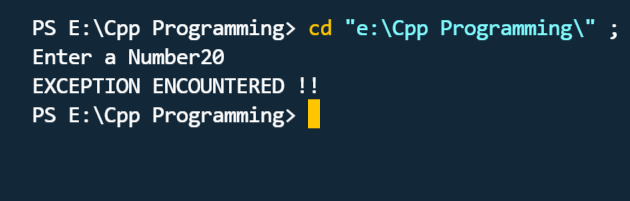 PS E:\Cpp Programming> cd "e:\Cpp Programming\" ;
Enter a Number20
EXCEPTION ENCOUNTERED !!
PS E:\Cpp Programming>